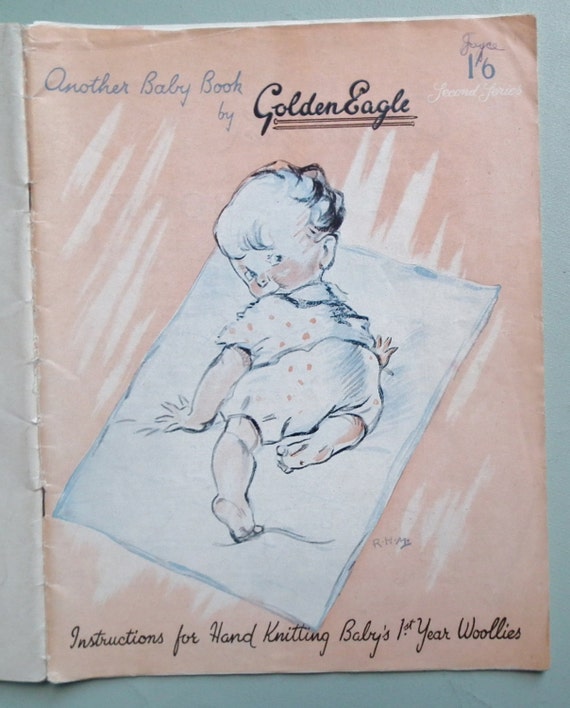 Joyce
1'6
Another Baby Book
by Golden Eagle
Second Series
Instructions for Hand Knitting Baby's 1st Year Woollies